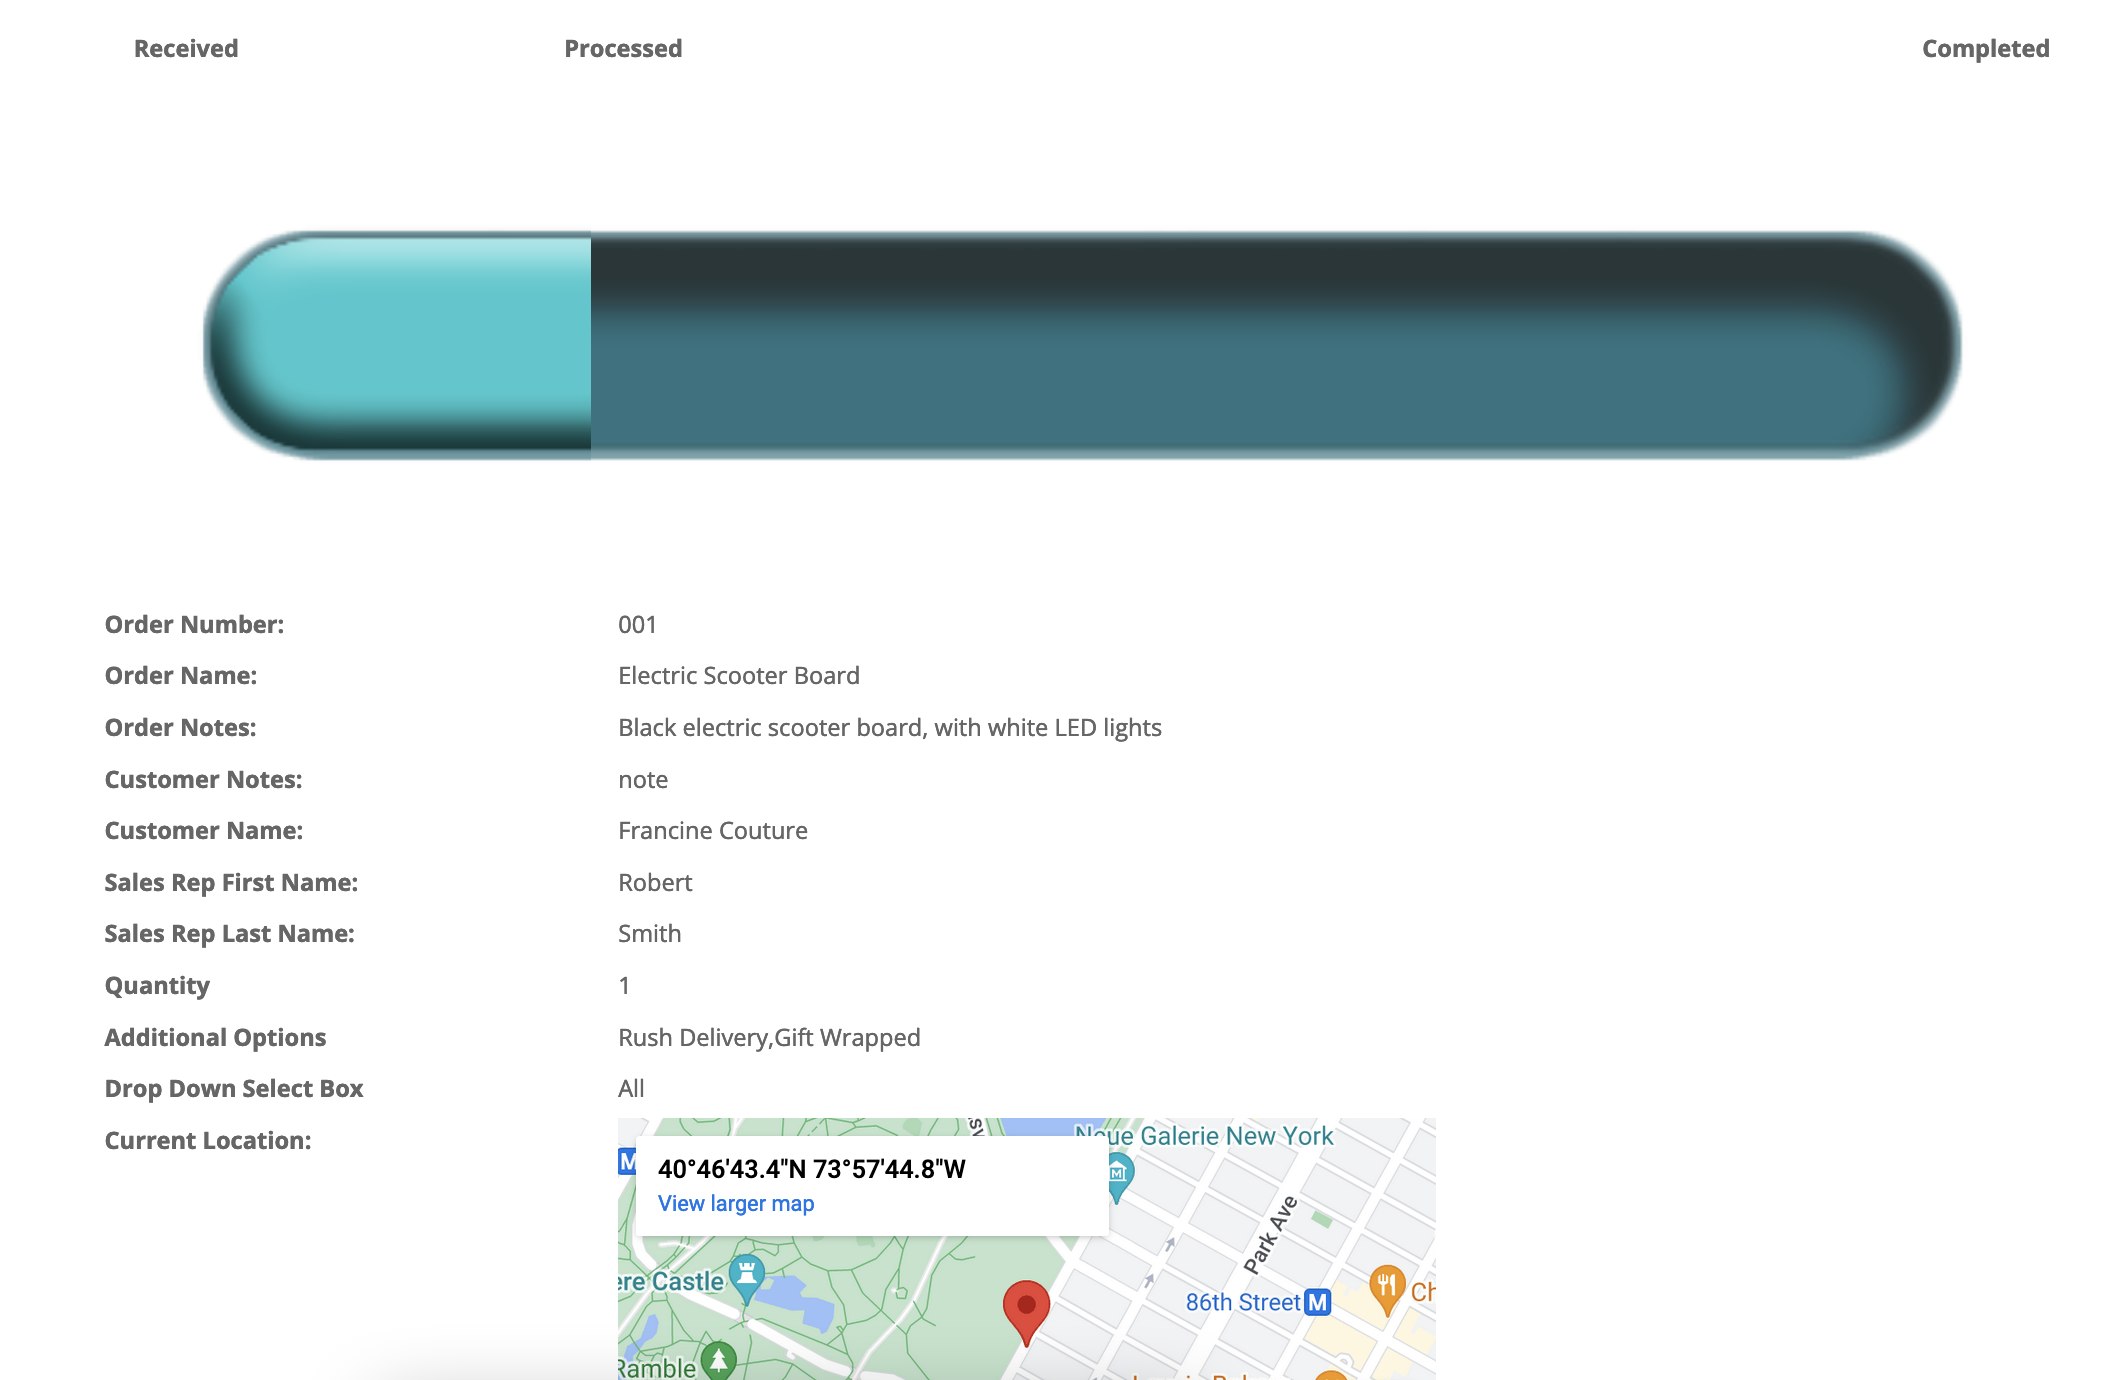 Received Processed Completed
Order Number: 001
Order Name: Electric Scooter Board
Order Notes: Black electric scooter board, with white LED lights
Customer Notes: note
Customer Name: Francine Couture
Sales Rep First Name: Robert
Sales Rep Last Name: Smith
Quantity 1
Additional Options Rush Delivery,Gift Wrapped
Drop Down Select Box All
Current Location:
Neue Galerie New York
M
40°46'43.4"N 73°57'44.8"W
View larger map
M
Park Ave
ere Castle
86th Street M
Ch
Ramble